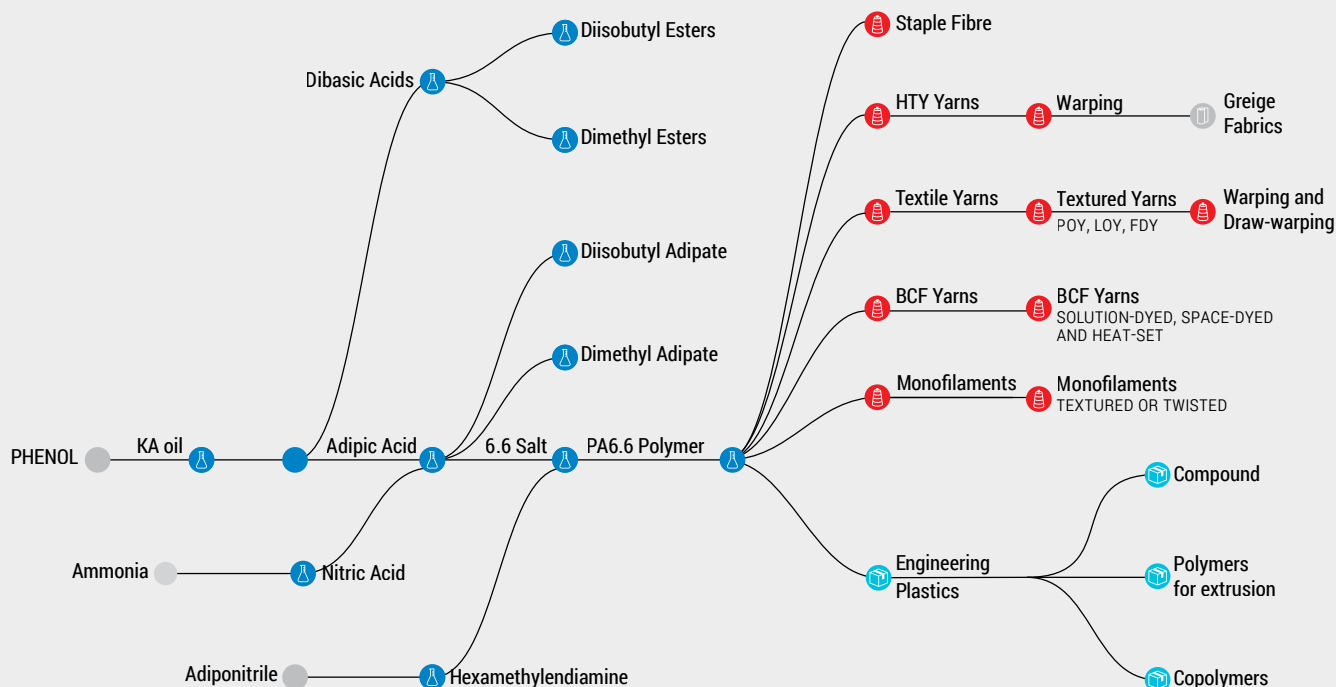 Diisobutyl Esters
Dibasic Acids
Dimethyl Esters
Diisobutyl Adipate
Dimethyl Adipate
PHENOL
KA oil
Adipic Acid
6.6 Salt
PA6.6 Polymer
Ammonia
Nitric Acid
Adiponitrile
Hexamethylendiamine
Staple Fibre
HTY Yarns
Warping
Greige
Fabrics
Textile Yarns
Textured Yarns
POY, LOY, FDY
Warping and
Draw-warping
BCF Yarns
BCF Yarns
SOLUTION-DYED, SPACE-DYED
AND HEAT-SET
Monofilaments
Monofilaments
TEXTURED OR TWISTED
Engineering
Plastics
Compound
Polymers
for extrusion
Copolymers